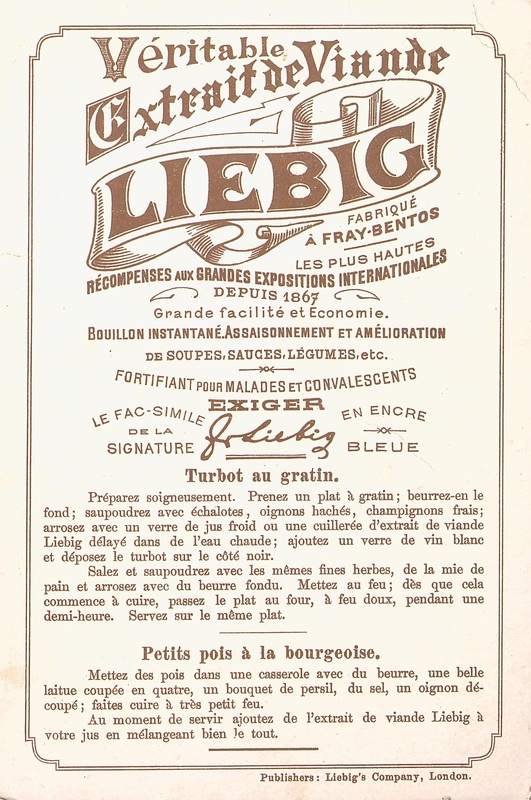 Véritable
Extrait de Viande
LIEBIG
FABRIQUÉ
À FRAY-BENTOS
LES PLUS HAUTES
RÉCOMPENSES AUX GRANDES EXPOSITIONS INTERNATIONALES
DEPUIS 1867
Grande facilité et Economie.
BOUILLON INSTANTANÉ. ASSAISONNEMENT ET AMÉLIORATION
DE SOUPES, SAUCES, LÉGUMES, etc.
FORTIFIANT POUR MALADES ET CONVALESCENTS
EXIGER
LE FAC-SIMILE
DE LA
SIGNATURE
J v Liebig
EN ENCRE
BLEUE
Turbot au gratin.
Préparez soigneusement. Prenez un plat à gratin; beurrez-en le
fond; saupoudrez avec échalotes, oignons hachés, champignons frais;
arrosez avec un verre de jus froid ou une cuillerée d'extrait de viande
Liebig délayé dans de l'eau chaude; ajoutez un verre de vin blanc
et déposez le turbot sur le côté noir.
Salez et saupoudrez avec les mêmes fines herbes, de la mie de
pain et arrosez avec du beurre fondu. Mettez au feu; dès que cela
commence à cuire, passez le plat au four, à feu doux, pendant une
demi-heure. Servez sur le même plat.
Petits pois à la bourgeoise.
Mettez des pois dans une casserole avec du beurre, une belle
laitue coupée en quatre, un bouquet de persil, du sel, un oignon dé-
coupé; faites cuire à très petit feu.
Au moment de servir ajoutez de l'extrait de viande Liebig à
votre jus en mélangeant bien le tout.
Publishers: Liebig's Company, London.